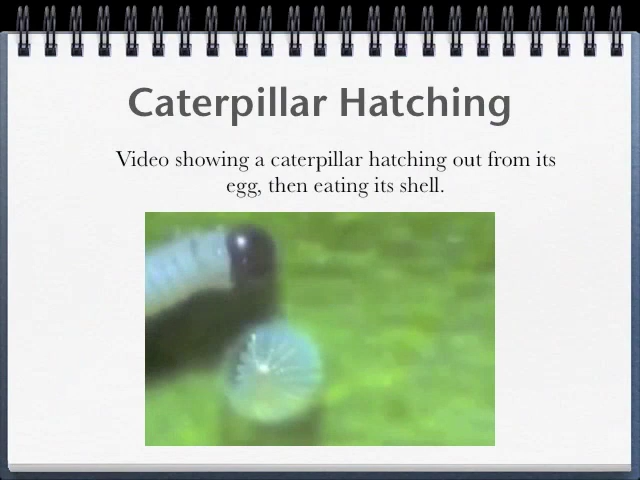 Caterpillar Hatching
Video showing a caterpillar hatching out from its
egg, then eating its shell.